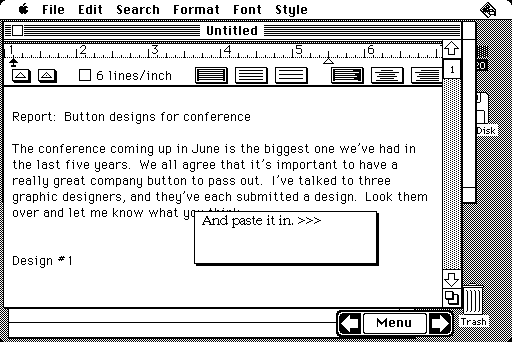 File Edit Search Format Font Style
Untitled
1 2 3 4 5 6
6 lines/inch
1
20
Report: Button designs for conference
Disk
The conference coming up in June is the biggest one we've had in
the last five years. We all agree that it's important to have a
really great company button to pass out. I've talked to three
graphic designers, and they've each submitted a design. Look them
over and let me know what you think.
And paste it in. >>>
Design #1
Menu
Trash